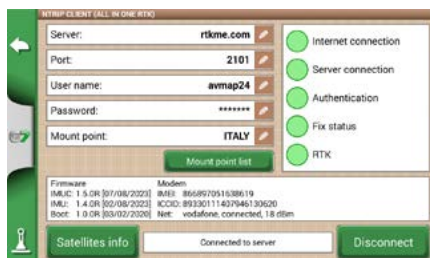 NTRIP CLIENT (ALL IN ONE RTK)
Server: rtkme.com
Port: 2101
User name: avmap24
Password: *******
Mount point: ITALY
Mount point list
Internet connection
Server connection
Authentication
Fix status
RTK
Firmware
IMUC: 1.5.0R [07/08/2023]
IMU: 1.4.0R [02/08/2023]
Boot: 1.0.0R [03/02/2020]
Modem
IMEI: 866897051638619
ICCID: 89330111407946130620
Net: vodafone, connected, 18 dBm
Satellites info
Connected to server
Disconnect